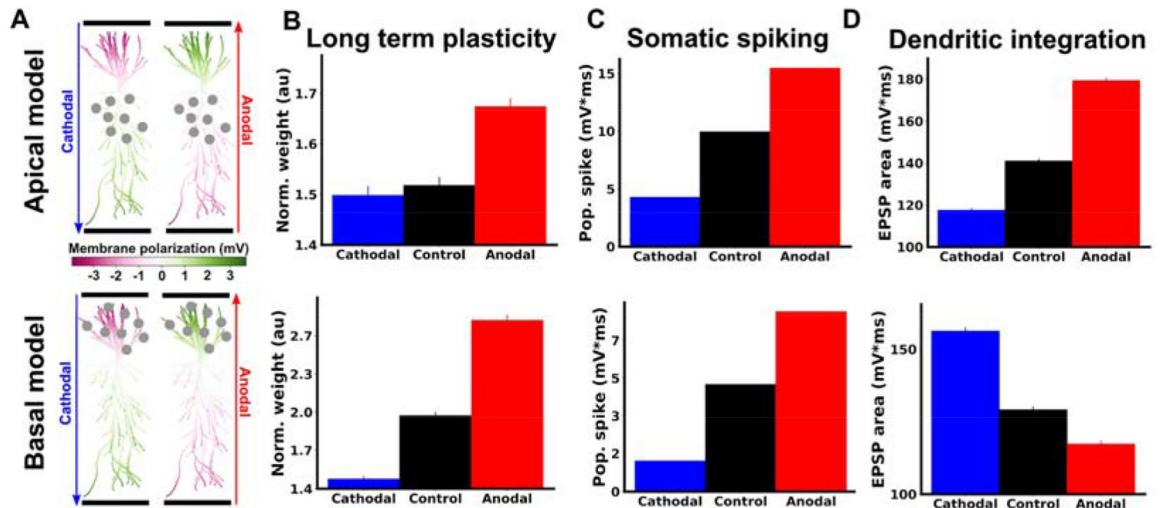 A
B
Long term plasticity
C
Somatic spiking
D
Dendritic integration
Apical model
Cathodal
Anodal
Norm. weight (au)
1.7
1.6
1.5
1.4
Cathodal Control Anodal
Pop. spike (mV*ms)
15
10
5
0
Cathodal Control Anodal
EPSP area (mV*ms)
180
160
140
120
100
Cathodal Control Anodal
Membrane polarization (mV)
-3 -2 -1 0 1 2 3
Basal model
Cathodal
Anodal
Norm. weight (au)
2.7
2.3
2.0
1.7
1.4
Cathodal Control Anodal
Pop. spike (mV*ms)
7
5
3
2
0
Cathodal Control Anodal
EPSP area (mV*ms)
150
100
Cathodal Control Anodal